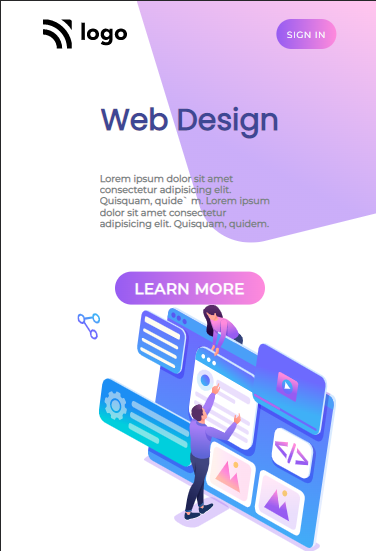 logo
SIGN IN
Web Design
Lorem ipsum dolor sit amet
consectetur adipisicing elit.
Quisquam, quide` m. Lorem ipsum
dolor sit amet consectetur
adipisicing elit. Quisquam, quidem.
LEARN MORE
</>